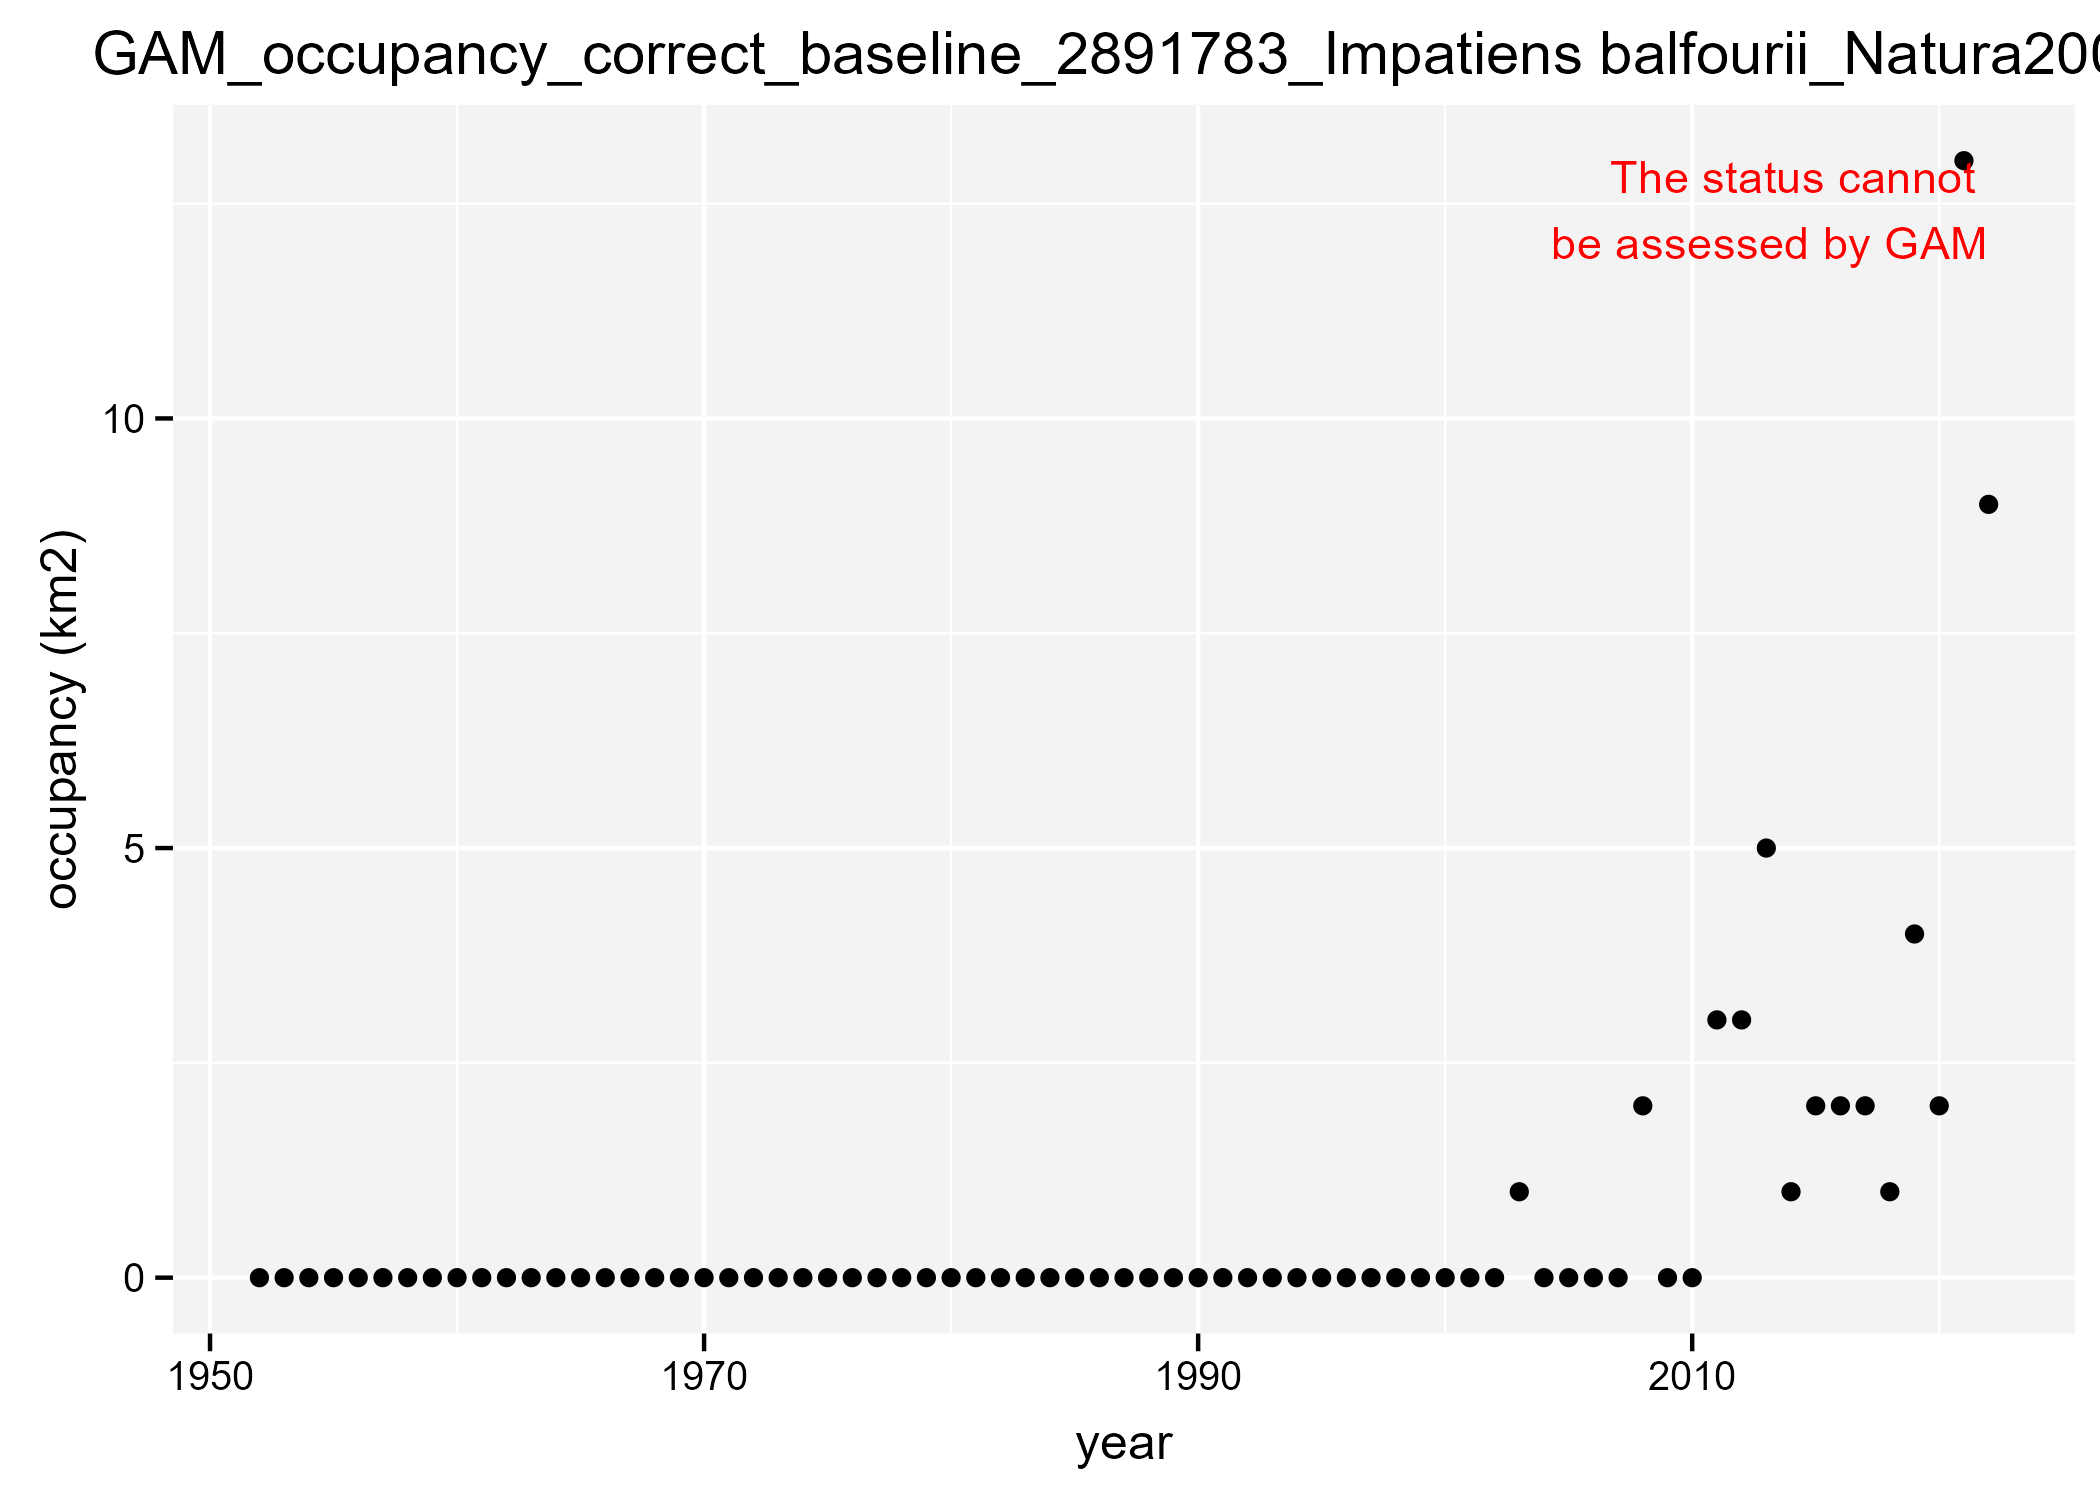 GAM_occupancy_correct_baseline_2891783_Impatiens balfourii_Natura200
The status cannot
be assessed by GAM
10
5
0
occupancy (km2)
1950 1970 1990 2010
year